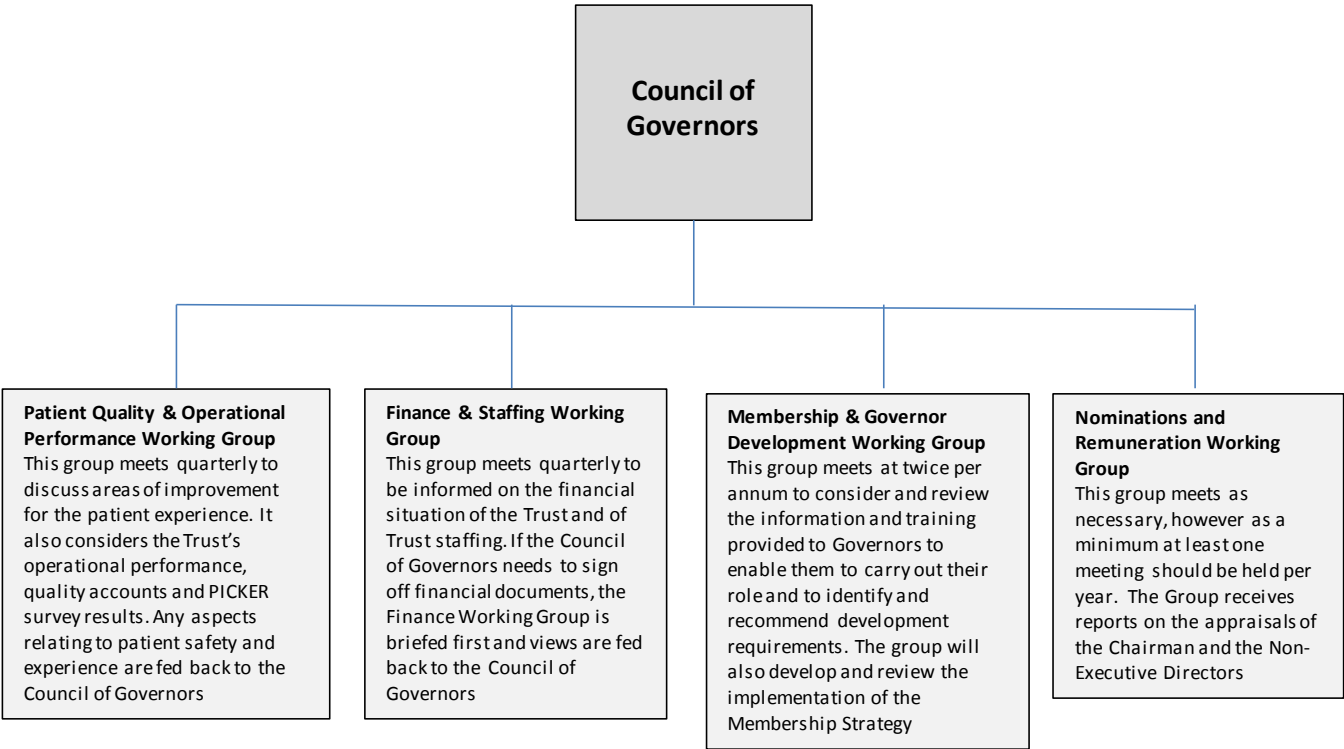 Council of
Governors
Patient Quality & Operational
Performance Working Group
This group meets quarterly to
discuss areas of improvement
for the patient experience. It
also considers the Trust's
operational performance,
quality accounts and PICKER
survey results. Any aspects
relating to patient safety and
experience are fed back to the
Council of Governors
Finance & Staffing Working
Group
This group meets quarterly to
be informed on the financial
situation of the Trust and of
Trust staffing. If the Council
of Governors needs to sign
off financial documents, the
Finance Working Group is
briefed first and views are fed
back to the Council of
Governors
Membership & Governor
Development Working Group
This group meets at twice per
annum to consider and review
the information and training
provided to Governors to
enable them to carry out their
role and to identify and
recommend development
requirements. The group will
also develop and review the
implementation of the
Membership Strategy
Nominations and
Remuneration Working
Group
This group meets as
necessary, however as a
minimum at least one
meeting should be held per
year. The Group receives
reports on the appraisals of
the Chairman and the Non-
Executive Directors